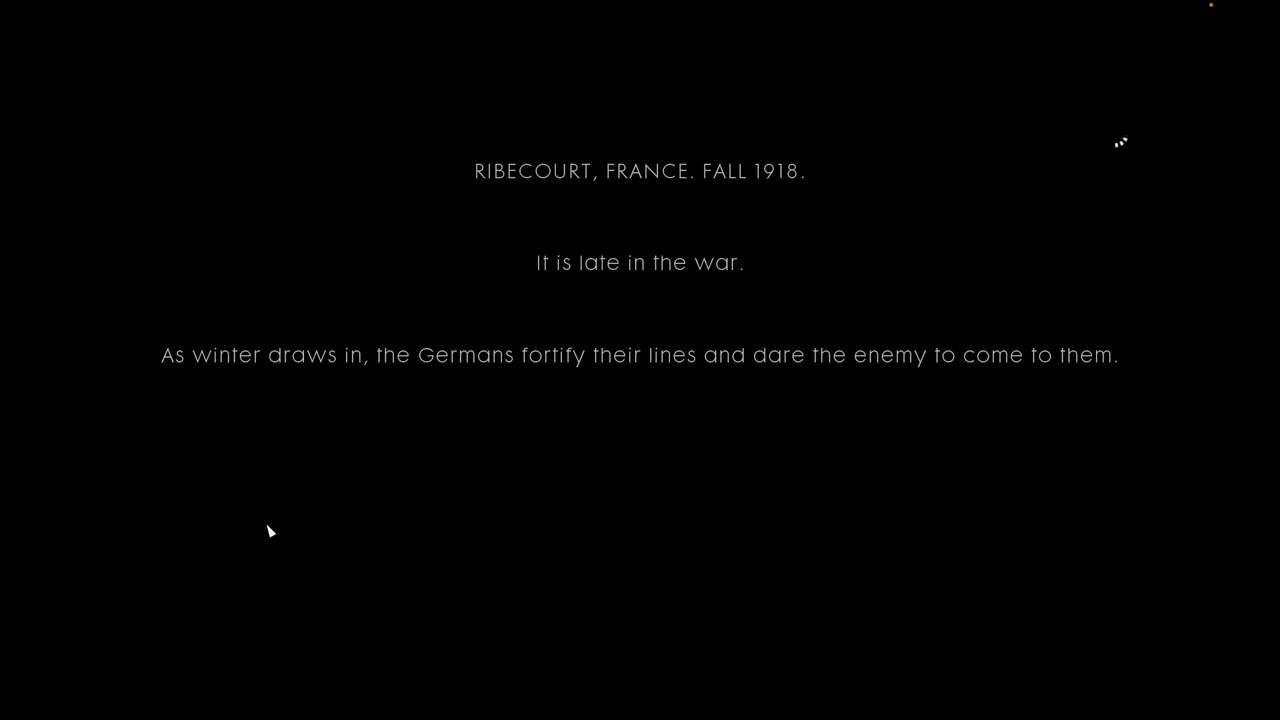 RIBECOURT, FRANCE. FALL 1918.
It is late in the war.
As winter draws in, the Germans fortify their lines and dare the enemy to come to them.